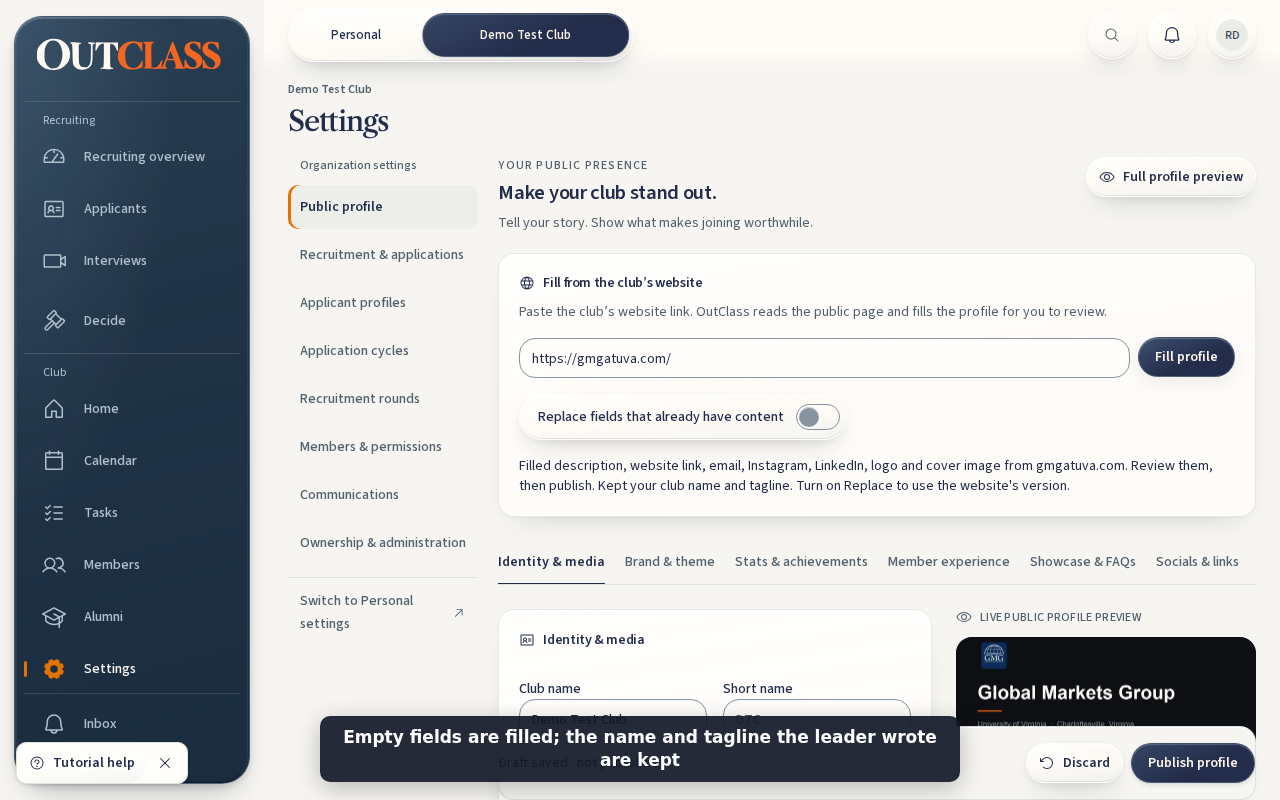 OUTCLASS
Recruiting
Recruiting overview
Applicants
Interviews
Decide
Club
Home
Calendar
Tasks
Members
Alumni
Settings
Inbox
Tutorial help
Personal
Demo Test Club
RD
Demo Test Club
Settings
Organization settings
Public profile
Recruitment & applications
Applicant profiles
Application cycles
Recruitment rounds
Members & permissions
Communications
Ownership & administration
Switch to Personal
settings
YOUR PUBLIC PRESENCE
Make your club stand out.
Tell your story. Show what makes joining worthwhile.
Full profile preview
Fill from the club’s website
Paste the club’s website link. OutClass reads the public page and fills the profile for you to review.
https://gmgatuva.com/
Fill profile
Replace fields that already have content
Filled description, website link, email, Instagram, LinkedIn, logo and cover image from gmgatuva.com. Review them,
then publish. Kept your club name and tagline. Turn on Replace to use the website's version.
Identity & media
Brand & theme
Stats & achievements
Member experience
Showcase & FAQs
Socials & links
Identity & media
Club name
Short name
Demo Test Club
DTC
LIVE PUBLIC PROFILE PREVIEW
GMG
Global Markets Group
University of Virginia · Charlottesville, Virginia
Empty fields are filled; the name and tagline the leader wrote
are kept
Draft saved · not
Discard
Publish profile